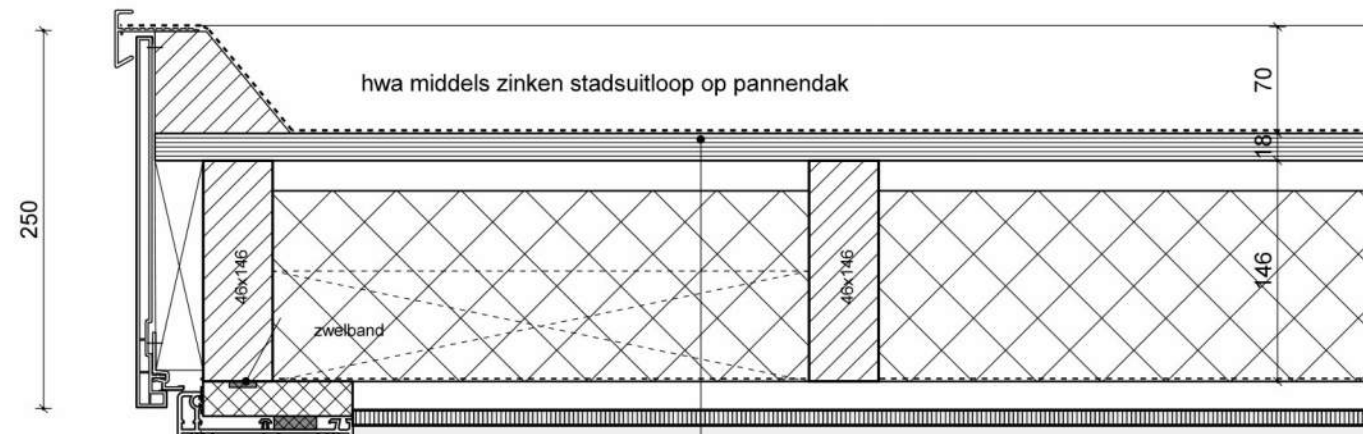 hwa middels zinken stadsuitloop op pannendak
70
18
250
46x146
46x146
146
zwelband